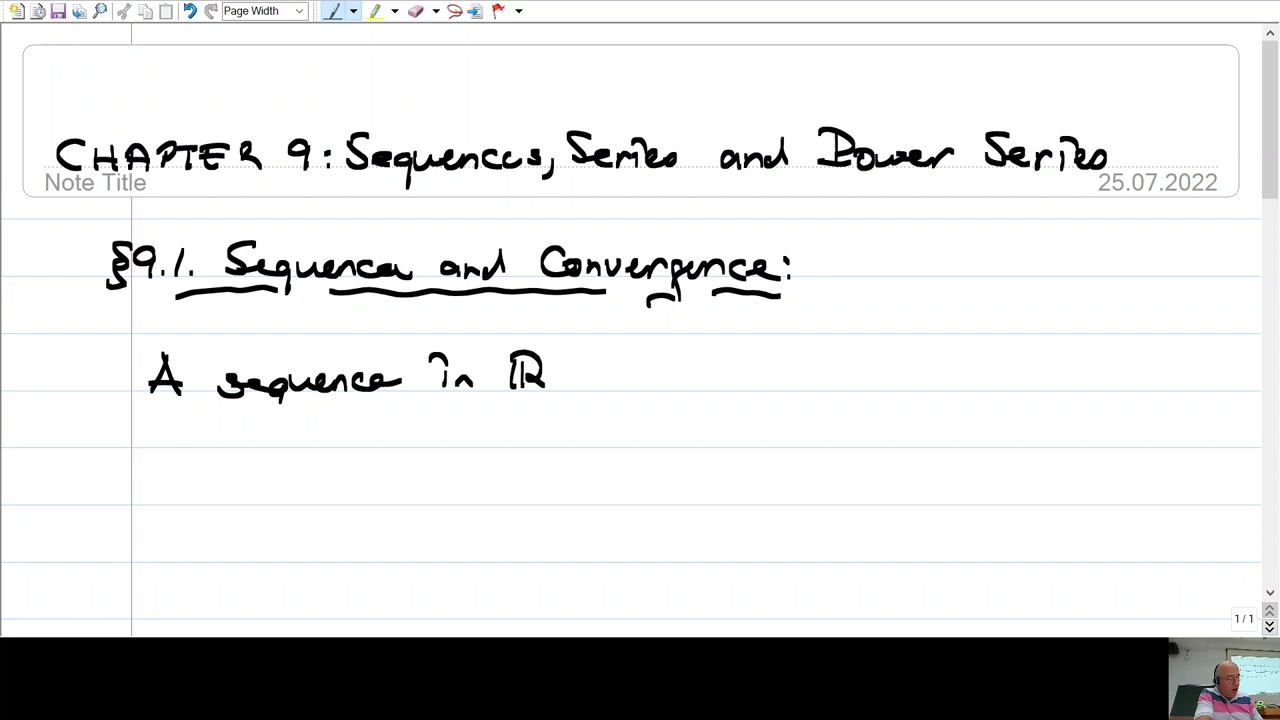 Page Width
CHAPTER 9: Sequences, Series and Power Series
Note Title
25.07.2022
§9.1. Sequences and Convergence:
A sequence in ℝ
1 / 1